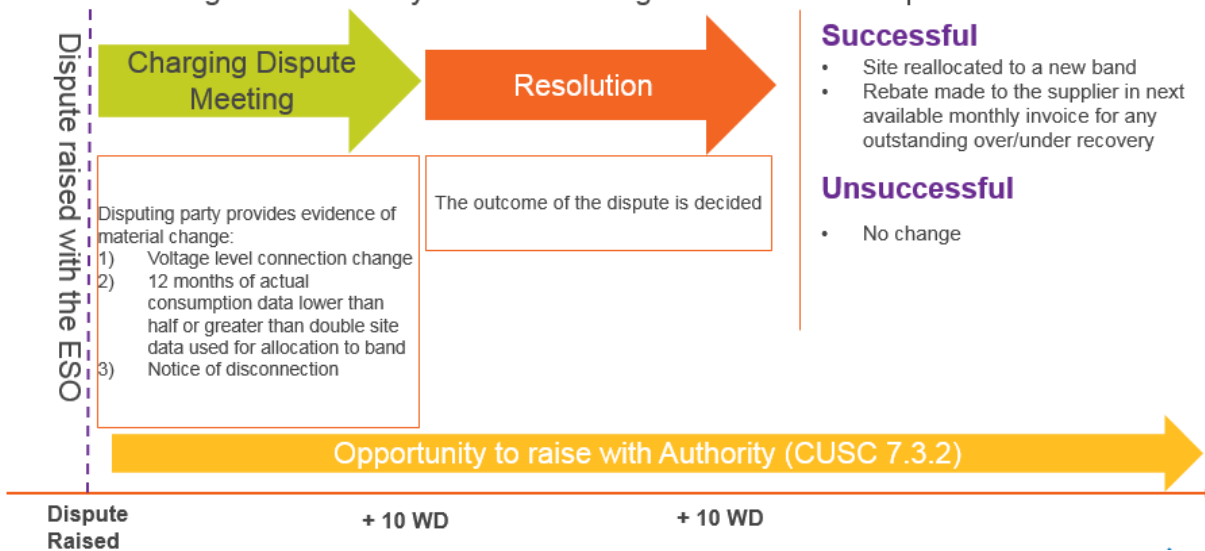 Dispute raised with the ESO
Charging Dispute
Meeting
Resolution
Disputing party provides evidence of
material change:
1) Voltage level connection change
2) 12 months of actual
consumption data lower than
half or greater than double site
data used for allocation to band
3) Notice of disconnection
The outcome of the dispute is decided
Successful
• Site reallocated to a new band
• Rebate made to the supplier in next
available monthly invoice for any
outstanding over/under recovery
Unsuccessful
• No change
Opportunity to raise with Authority (CUSC 7.3.2)
Dispute
Raised
+ 10 WD
+ 10 WD